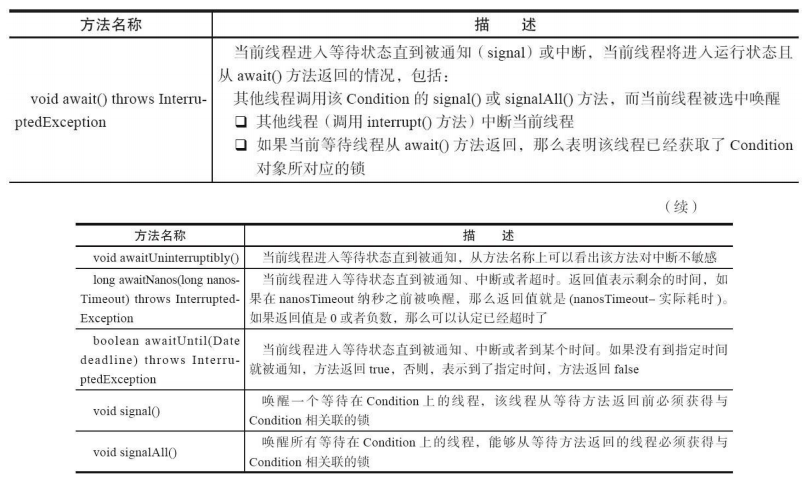 方法名称 描 述
void await() throws Interru-
ptedException
当前线程进入等待状态直到被通知（signal）或中断，当前线程将进入运行状态且
从 await() 方法返回的情况，包括：
其他线程调用该 Condition 的 signal() 或 signalAll() 方法，而当前线程被选中唤醒
❑ 其他线程（调用 interrupt() 方法）中断当前线程
❑ 如果当前等待线程从 await() 方法返回，那么表明该线程已经获取了 Condition
对象所对应的锁
（续）
方法名称 描 述
void awaitUninterruptibly()
当前线程进入等待状态直到被通知，从方法名称上可以看出该方法对中断不敏感
long awaitNanos(long nanos-
Timeout) throws Interrupted-
Exception
当前线程进入等待状态直到被通知、中断或者超时。返回值表示剩余的时间，如
果在 nanosTimeout 纳秒之前被唤醒，那么返回值就是 (nanosTimeout– 实际耗时 )。
如果返回值是 0 或者负数，那么可以认定已经超时了
boolean awaitUntil(Date
deadline) throws Interru-
ptedException
当前线程进入等待状态直到被通知、中断或者到某个时间。如果没有到指定时间
就被通知，方法返回 true，否则，表示到了指定时间，方法返回 false
void signal()
唤醒一个等待在 Condition 上的线程，该线程从等待方法返回前必须获得与
Condition 相关联的锁
void signalAll()
唤醒所有等待在 Condition 上的线程，能够从等待方法返回的线程必须获得与
Condition 相关联的锁